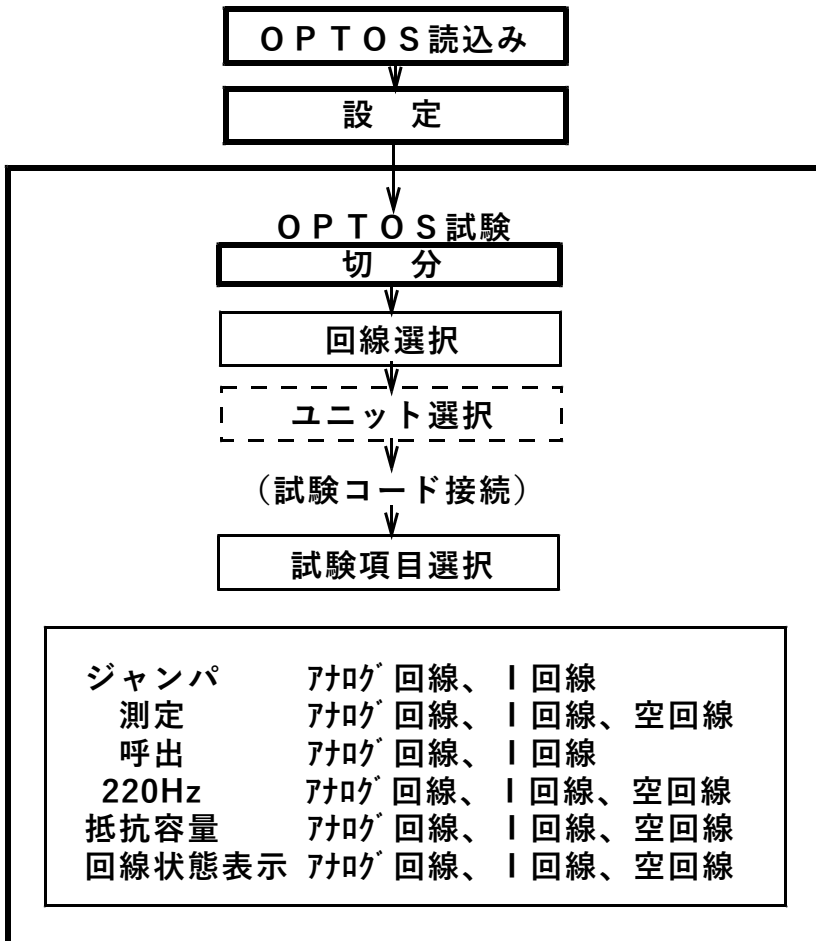 ＯＰＴＯＳ読込み
設　定
ＯＰＴＯＳ試験
切　分
回線選択
ユニット選択
（試験コード接続）
試験項目選択
ジャンパ　ｱﾅﾛｸﾞ回線、Ｉ回線
測定　ｱﾅﾛｸﾞ回線、Ｉ回線、空回線
呼出　ｱﾅﾛｸﾞ回線、Ｉ回線
220Hz　ｱﾅﾛｸﾞ回線、Ｉ回線、空回線
抵抗容量　ｱﾅﾛｸﾞ回線、Ｉ回線、空回線
回線状態表示　ｱﾅﾛｸﾞ回線、Ｉ回線、空回線